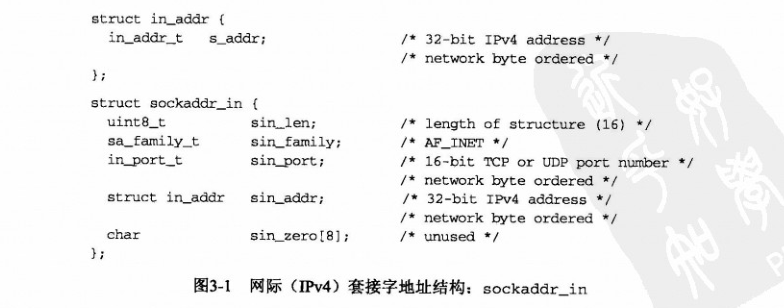 struct in_addr {
in_addr_t s_addr; /* 32-bit IPv4 address */
/* network byte ordered */
};
struct sockaddr_in {
uint8_t sin_len; /* length of structure (16) */
sa_family_t sin_family; /* AF_INET */
in_port_t sin_port; /* 16-bit TCP or UDP port number */
/* network byte ordered */
struct in_addr sin_addr; /* 32-bit IPv4 address */
/* network byte ordered */
char sin_zero[8]; /* unused */
};
图3-1 网际（IPv4）套接字地址结构：sockaddr_in